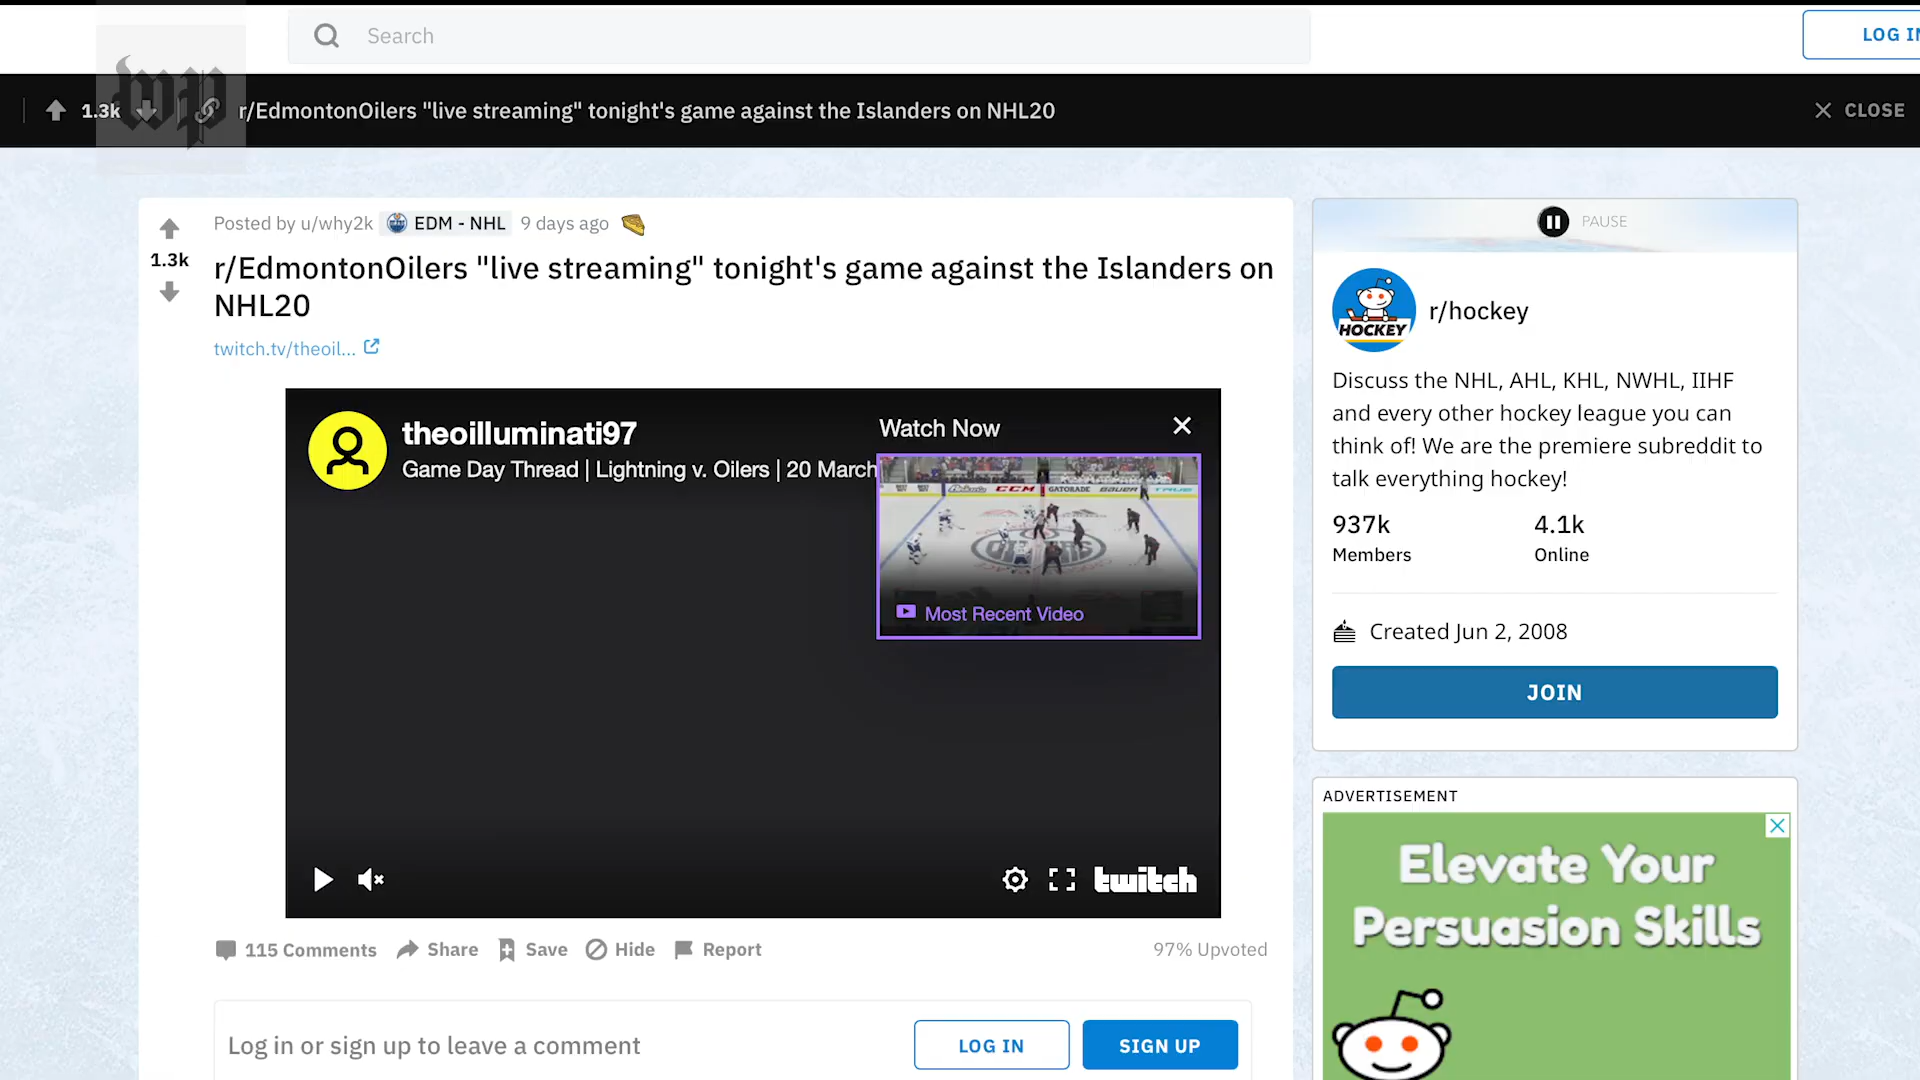 Search
LOG IN
wp
1.3k
r/EdmontonOilers "live streaming" tonight's game against the Islanders on NHL20
CLOSE
Posted by u/why2k EDM - NHL 9 days ago
1.3k
r/EdmontonOilers "live streaming" tonight's game against the Islanders on
NHL20
twitch.tv/theoil...
theoilluminati97
Game Day Thread | Lightning v. Oilers | 20 March
Watch Now
CCM GATORADE BAUER
OILERS
Most Recent Video
twitch
115 Comments Share Save Hide Report
97% Upvoted
Log in or sign up to leave a comment
LOG IN
SIGN UP
PAUSE
HOCKEY
r/hockey
Discuss the NHL, AHL, KHL, NWHL, IIHF
and every other hockey league you can
think of! We are the premiere subreddit to
talk everything hockey!
937k
Members
4.1k
Online
Created Jun 2, 2008
JOIN
ADVERTISEMENT
Elevate Your
Persuasion Skills